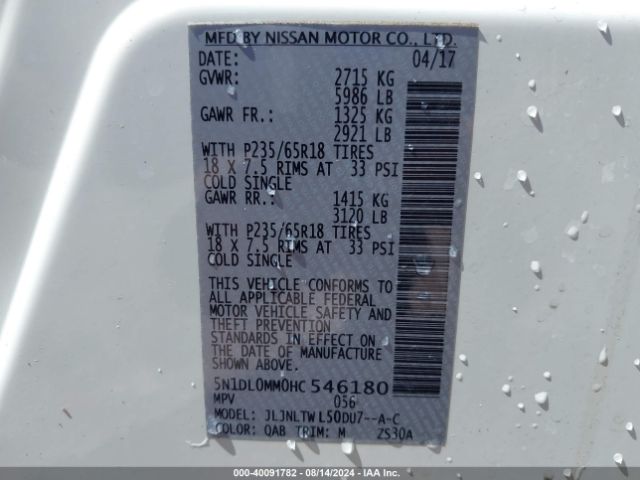 MFD BY NISSAN MOTOR CO., LTD.
DATE: 04/17
GVWR: 2715 KG
5986 LB
GAWR FR.: 1325 KG
2921 LB
WITH P235/65R18 TIRES
18 X 7.5 RIMS AT 33 PSI
COLD SINGLE
GAWR RR.: 1415 KG
3120 LB
WITH P235/65R18 TIRES
18 X 7.5 RIMS AT 33 PSI
COLD SINGLE
THIS VEHICLE CONFORMS TO
ALL APPLICABLE FEDERAL
MOTOR VEHICLE SAFETY AND
THEFT PREVENTION
STANDARDS IN EFFECT ON
THE DATE OF MANUFACTURE
SHOWN ABOVE.
5N1DL0MM0HC 546180
MPV 056
MODEL: JLJNLTW L50DU7--A-C
COLOR: QAB TRIM: M ZS30A
000-40091782 - 08/14/2024 - IAA Inc.